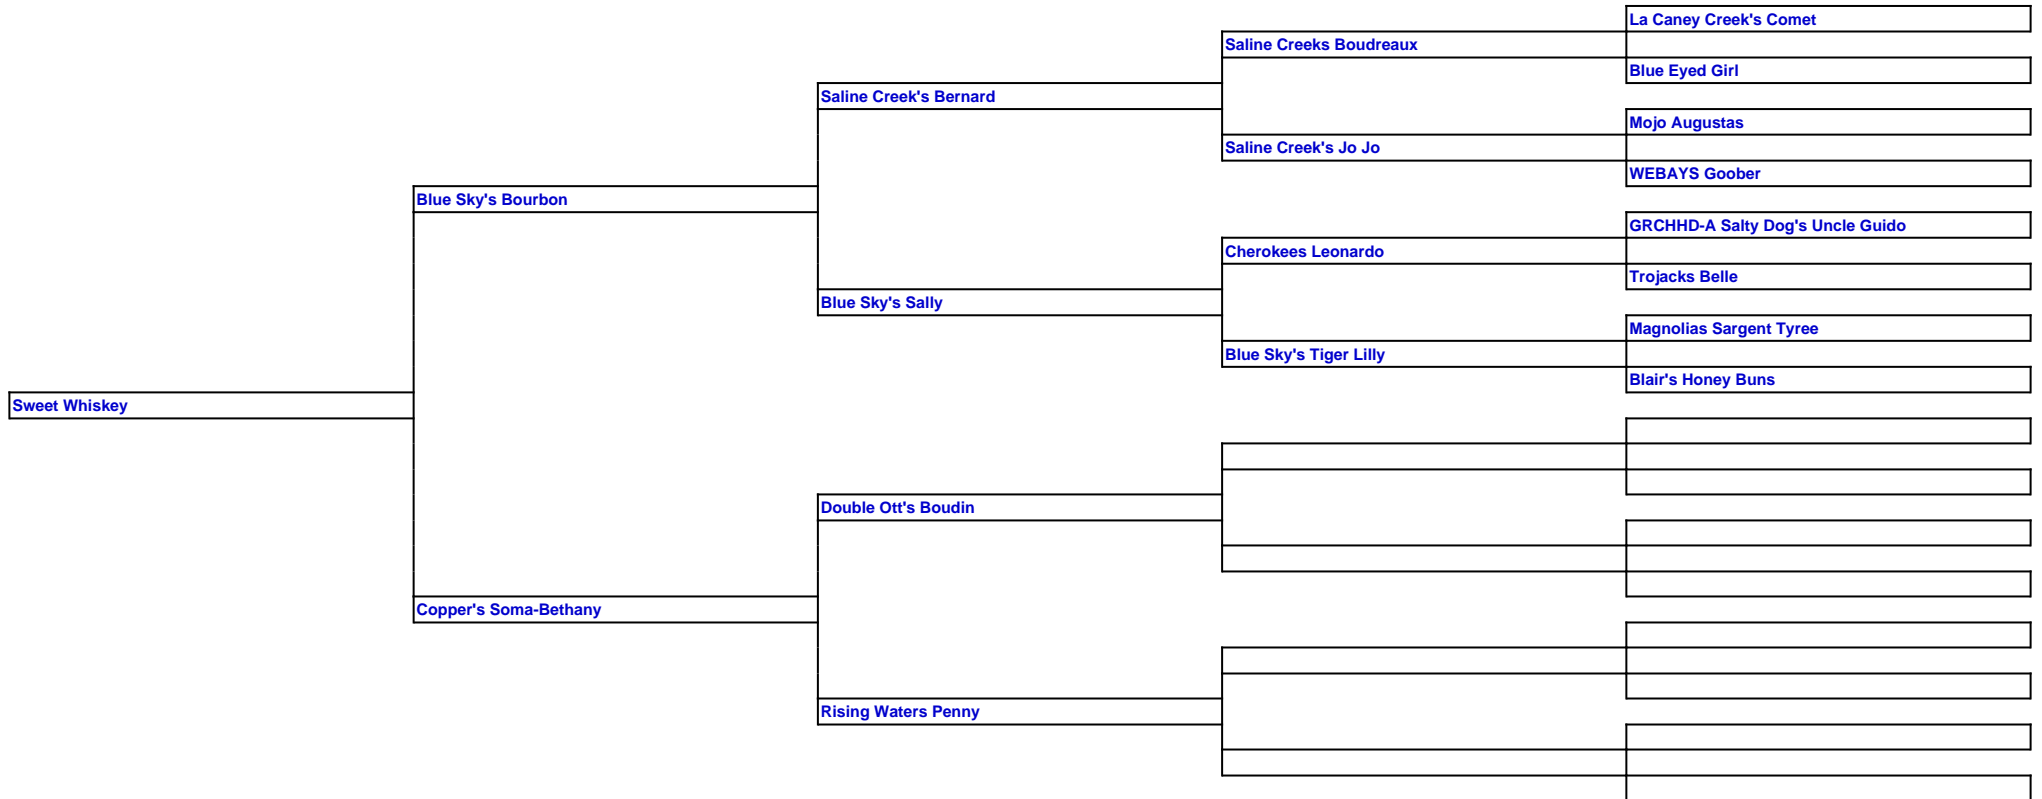 La Caney Creek's Comet
Saline Creeks Boudreaux
Blue Eyed Girl
Saline Creek's Bernard
Mojo Augustas
Saline Creek's Jo Jo
WEBAYS Goober
Blue Sky's Bourbon
GRCHHD-A Salty Dog's Uncle Guido
Cherokees Leonardo
Trojacks Belle
Blue Sky's Sally
Magnolias Sargent Tyree
Blue Sky's Tiger Lilly
Blair's Honey Buns
Sweet Whiskey
Double Ott's Boudin
Copper's Soma-Bethany
Rising Waters Penny